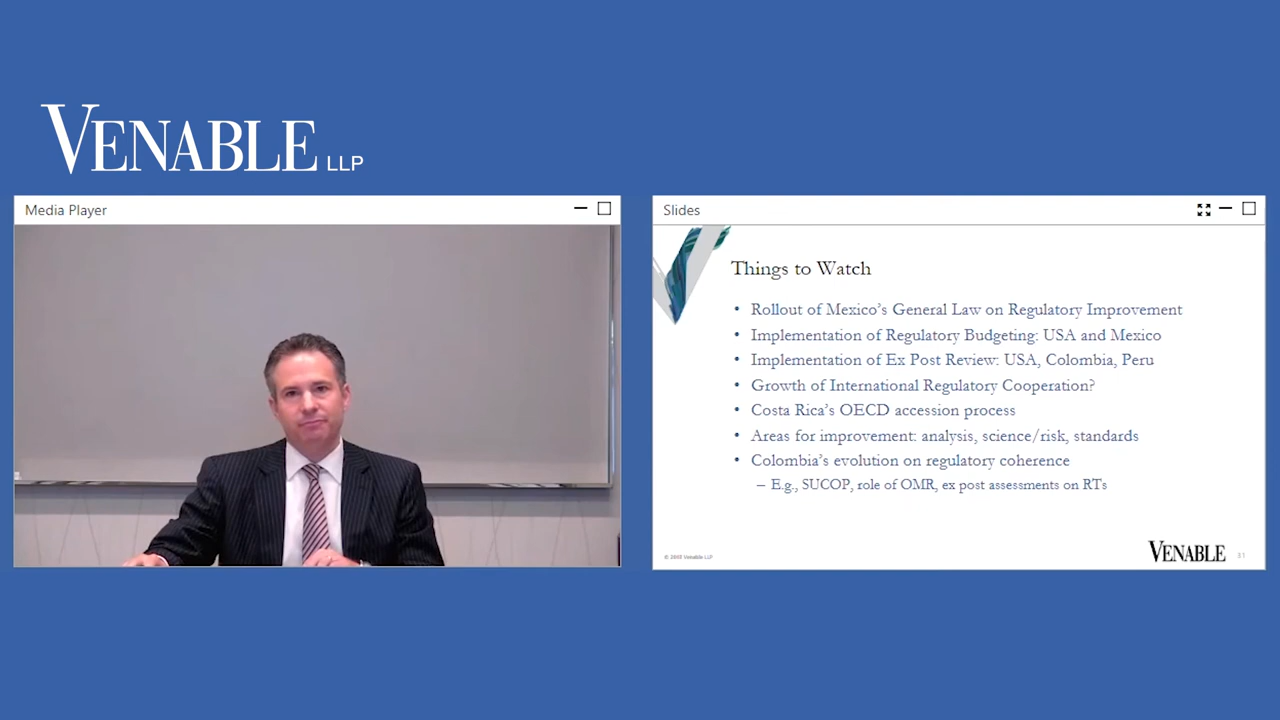 VENABLE LLP
Media Player
Slides
Things to Watch
• Rollout of Mexico's General Law on Regulatory Improvement
• Implementation of Regulatory Budgeting: USA and Mexico
• Implementation of Ex Post Review: USA, Colombia, Peru
• Growth of International Regulatory Cooperation?
• Costa Rica's OECD accession process
• Areas for improvement: analysis, science/risk, standards
• Colombia's evolution on regulatory coherence
– E.g., SUCOP, role of OMR, ex post assessments on RTs
© Venable LLP
VENABLE
31